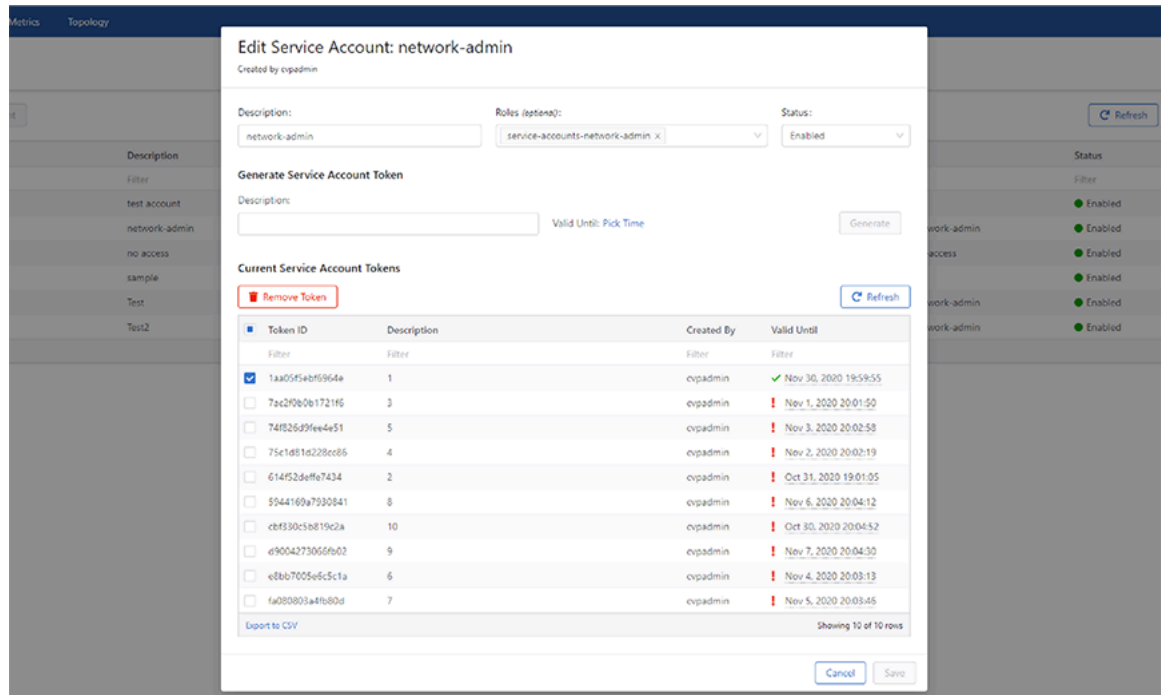 Metrics Topology
Edit Service Account: network-admin
Created by cvpadmin
Description: Roles (optional): Status:
network-admin service-accounts-network-admin × Enabled
Refresh
Description Status
Generate Service Account Token
Filter Filter
Description:
test account Enabled
Valid Until: Pick Time Generate
network-admin work-admin Enabled
no access access Enabled
Current Service Account Tokens
sample Enabled
Remove Token Refresh
Test work-admin Enabled
Test2 work-admin Enabled
Token ID Description Created By Valid Until
Filter Filter Filter Filter
1aa05f5ebf6964e 1 cvpadmin Nov 30, 2020 19:59:55
7ac2f0b0b1721f6 3 cvpadmin Nov 1, 2020 20:01:50
74f826d9fee4e51 5 cvpadmin Nov 3, 2020 20:02:58
75c1d81d228cc86 4 cvpadmin Nov 2, 2020 20:02:19
614f52deffe7434 2 cvpadmin Oct 31, 2020 19:01:05
5944169a7930841 8 cvpadmin Nov 6, 2020 20:04:12
cbf330c5b819c2a 10 cvpadmin Oct 30, 2020 20:04:52
d9004273066fb02 9 cvpadmin Nov 7, 2020 20:04:30
e8bb7005e6c5c1a 6 cvpadmin Nov 4, 2020 20:03:13
fa080803a4fb80d 7 cvpadmin Nov 5, 2020 20:03:46
Export to CSV Showing 10 of 10 rows
Cancel Save